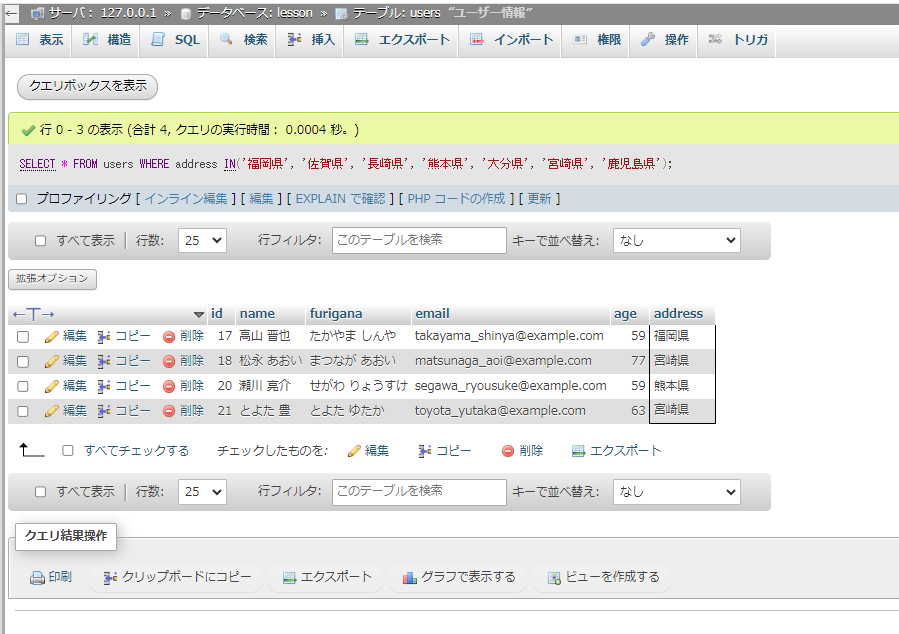 ← サーバ: 127.0.0.1 » データベース: lesson » テーブル: users "ユーザー情報"
表示 構造 SQL 検索 挿入 エクスポート インポート 権限 操作 トリガ
クエリボックスを表示
行 0 - 3 の表示 (合計 4, クエリの実行時間： 0.0004 秒。)
SELECT * FROM users WHERE address IN('福岡県', '佐賀県', '長崎県', '熊本県', '大分県', '宮崎県', '鹿児島県');
プロファイリング [ インライン編集 ] [ 編集 ] [ EXPLAIN で確認 ] [ PHP コードの作成 ] [ 更新 ]
すべて表示 | 行数: 25 行フィルタ: このテーブルを検索 キーで並べ替え: なし
拡張オプション
←T→ id name furigana email age address
編集 コピー 削除 17 高山 晋也 たかやま しんや takayama_shinya@example.com 59 福岡県
編集 コピー 削除 18 松永 あおい まつなが あおい matsunaga_aoi@example.com 77 宮崎県
編集 コピー 削除 20 瀬川 亮介 せがわ りょうすけ segawa_ryousuke@example.com 59 熊本県
編集 コピー 削除 21 とよた 豊 とよた ゆたか toyota_yutaka@example.com 63 宮崎県
すべてチェックする チェックしたものを: 編集 コピー 削除 エクスポート
すべて表示 | 行数: 25 行フィルタ: このテーブルを検索 キーで並べ替え: なし
クエリ結果操作
印刷 クリップボードにコピー エクスポート グラフで表示する ビューを作成する